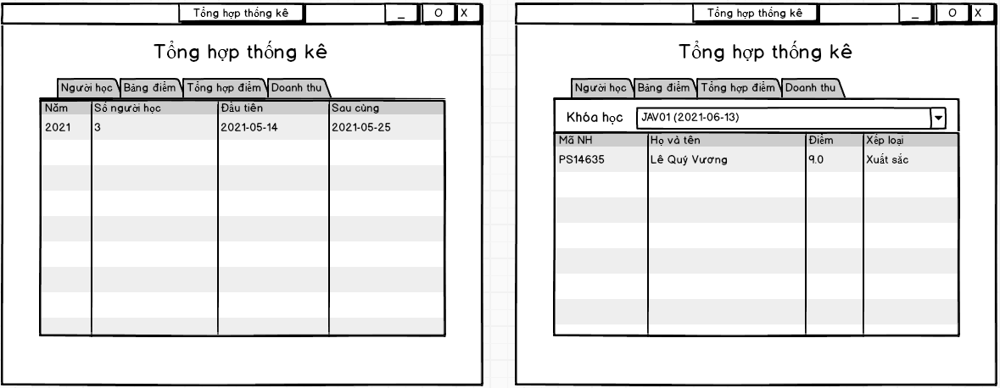 Tổng hợp thống kê _ O X
Tổng hợp thống kê
Người học Bảng điểm Tổng hợp điểm Doanh thu
Năm Số người học Đầu tiên Sau cùng
2021 3 2021-05-14 2021-05-25
Tổng hợp thống kê _ O X
Tổng hợp thống kê
Người học Bảng điểm Tổng hợp điểm Doanh thu
Khóa học JAV01 (2021-06-13)
Mã NH Họ và tên Điểm Xếp loại
PS14635 Lê Quý Vương 9.0 Xuất sắc